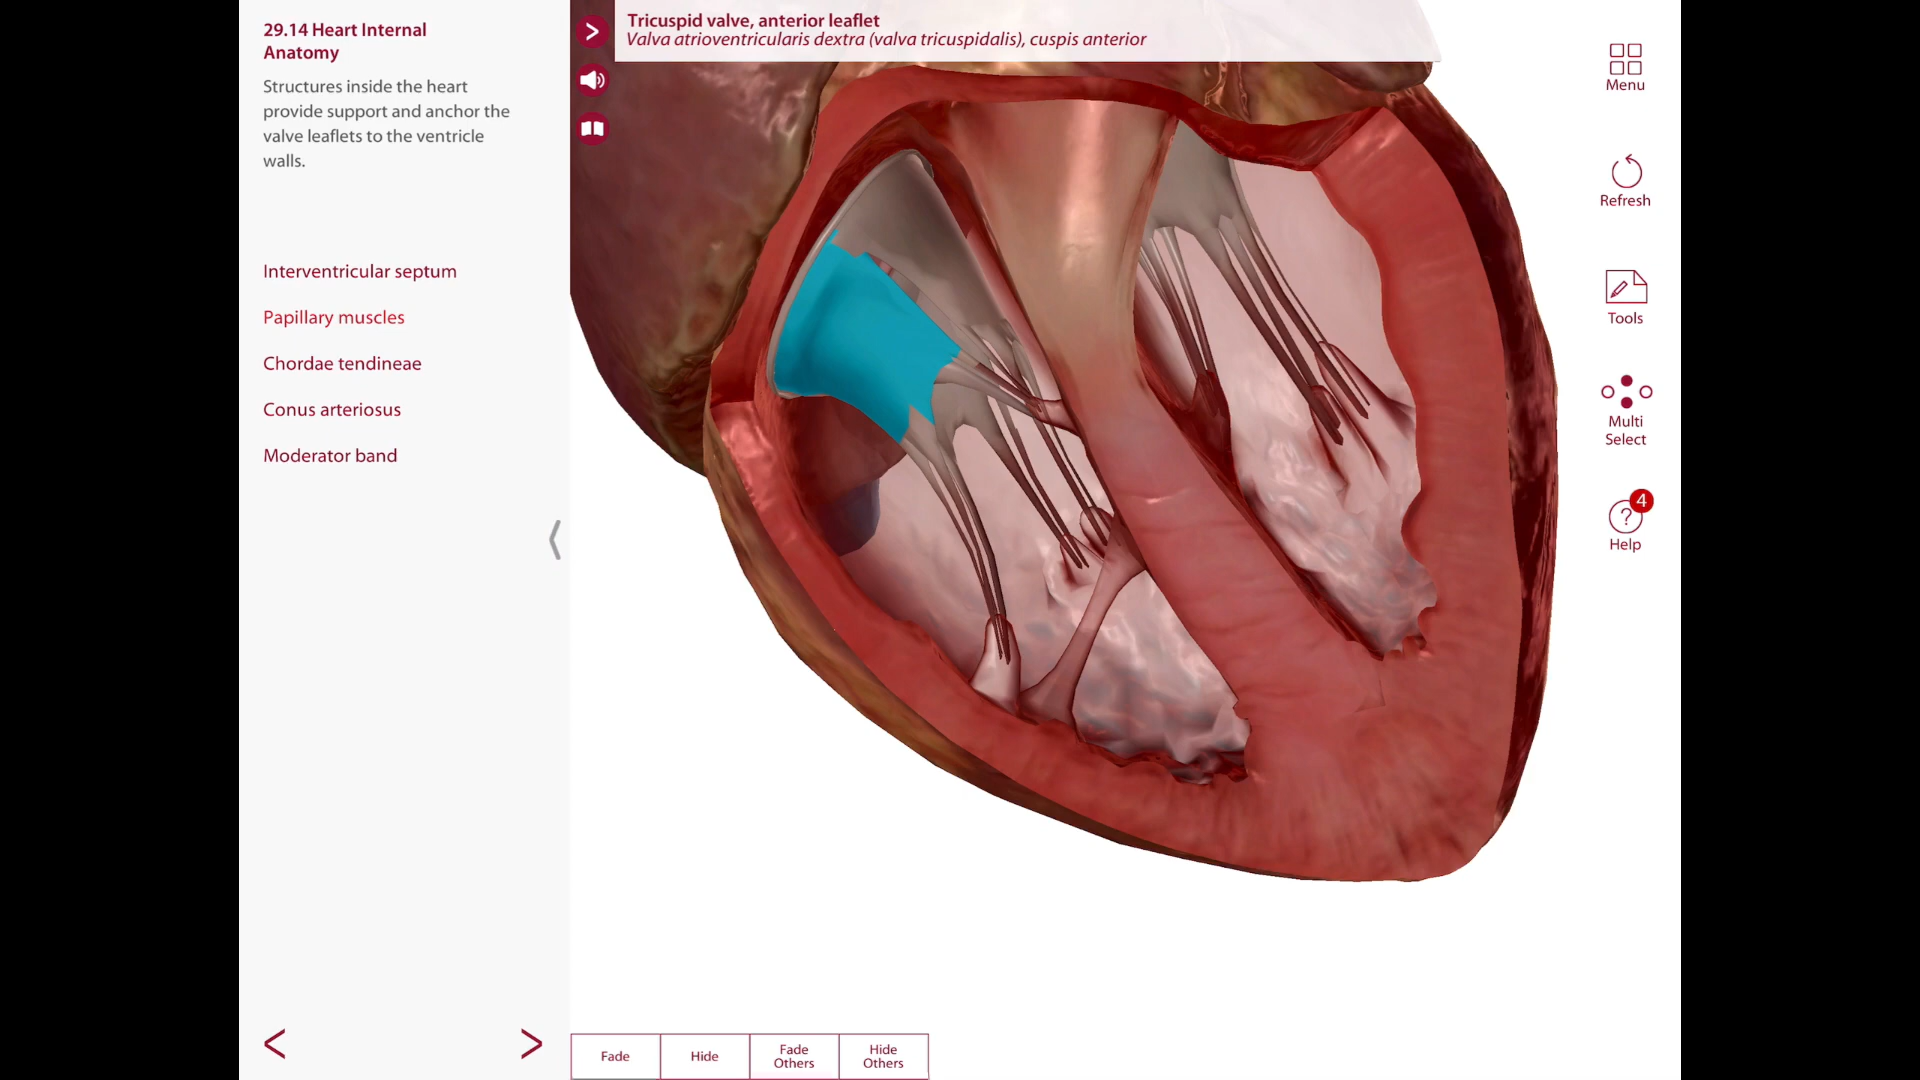 29.14 Heart Internal
Anatomy
Structures inside the heart
provide support and anchor the
valve leaflets to the ventricle
walls.
Interventricular septum
Papillary muscles
Chordae tendineae
Conus arteriosus
Moderator band
Tricuspid valve, anterior leaflet
Valva atrioventricularis dextra (valva tricuspidalis), cuspis anterior
Menu
Refresh
Tools
Multi
Select
4
?
Help
Fade
Hide
Fade
Others
Hide
Others